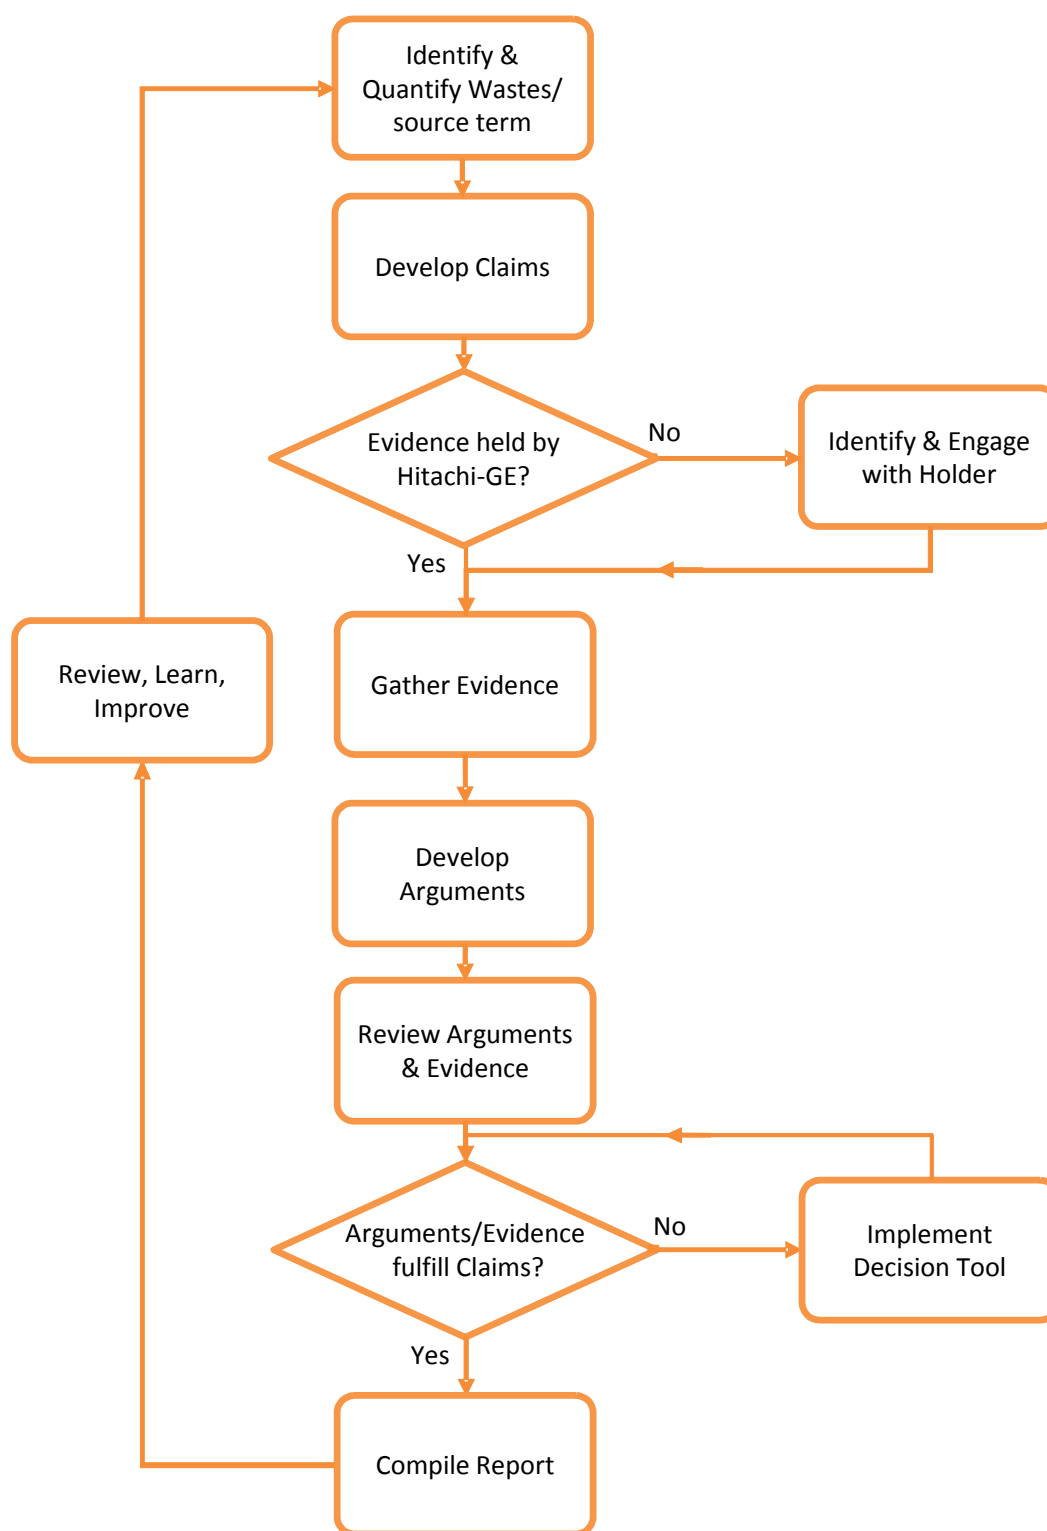 Identify &
Quantify Wastes/
source term
Develop Claims
Evidence held by
Hitachi-GE?
No
Identify & Engage
with Holder
Yes
Gather Evidence
Review, Learn,
Improve
Develop
Arguments
Review Arguments
& Evidence
Arguments/Evidence
fulfill Claims?
No
Implement
Decision Tool
Yes
Compile Report